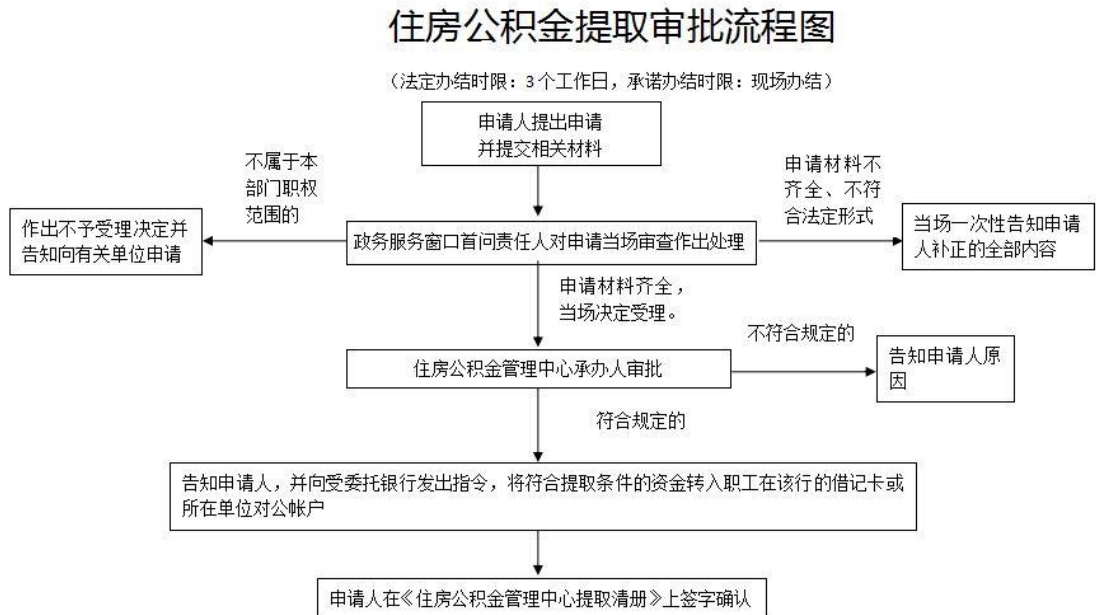 住房公积金提取审批流程图
（法定办结时限：3个工作日，承诺办结时限：现场办结）
申请人提出申请
并提交相关材料
不属于本
部门职权
范围的
申请材料不
齐全、不符
合法定形式
作出不予受理决定并
告知向有关单位申请
政务服务窗口首问责任人对申请当场审查作出处理
当场一次性告知申请
人补正的全部内容
申请材料齐全，
当场决定受理。
不符合规定的
住房公积金管理中心承办人审批
告知申请人原
因
符合规定的
告知申请人，并向受委托银行发出指令，将符合提取条件的资金转入职工在该行的借记卡或
所在单位对公帐户
申请人在《住房公积金管理中心提取清册》上签字确认